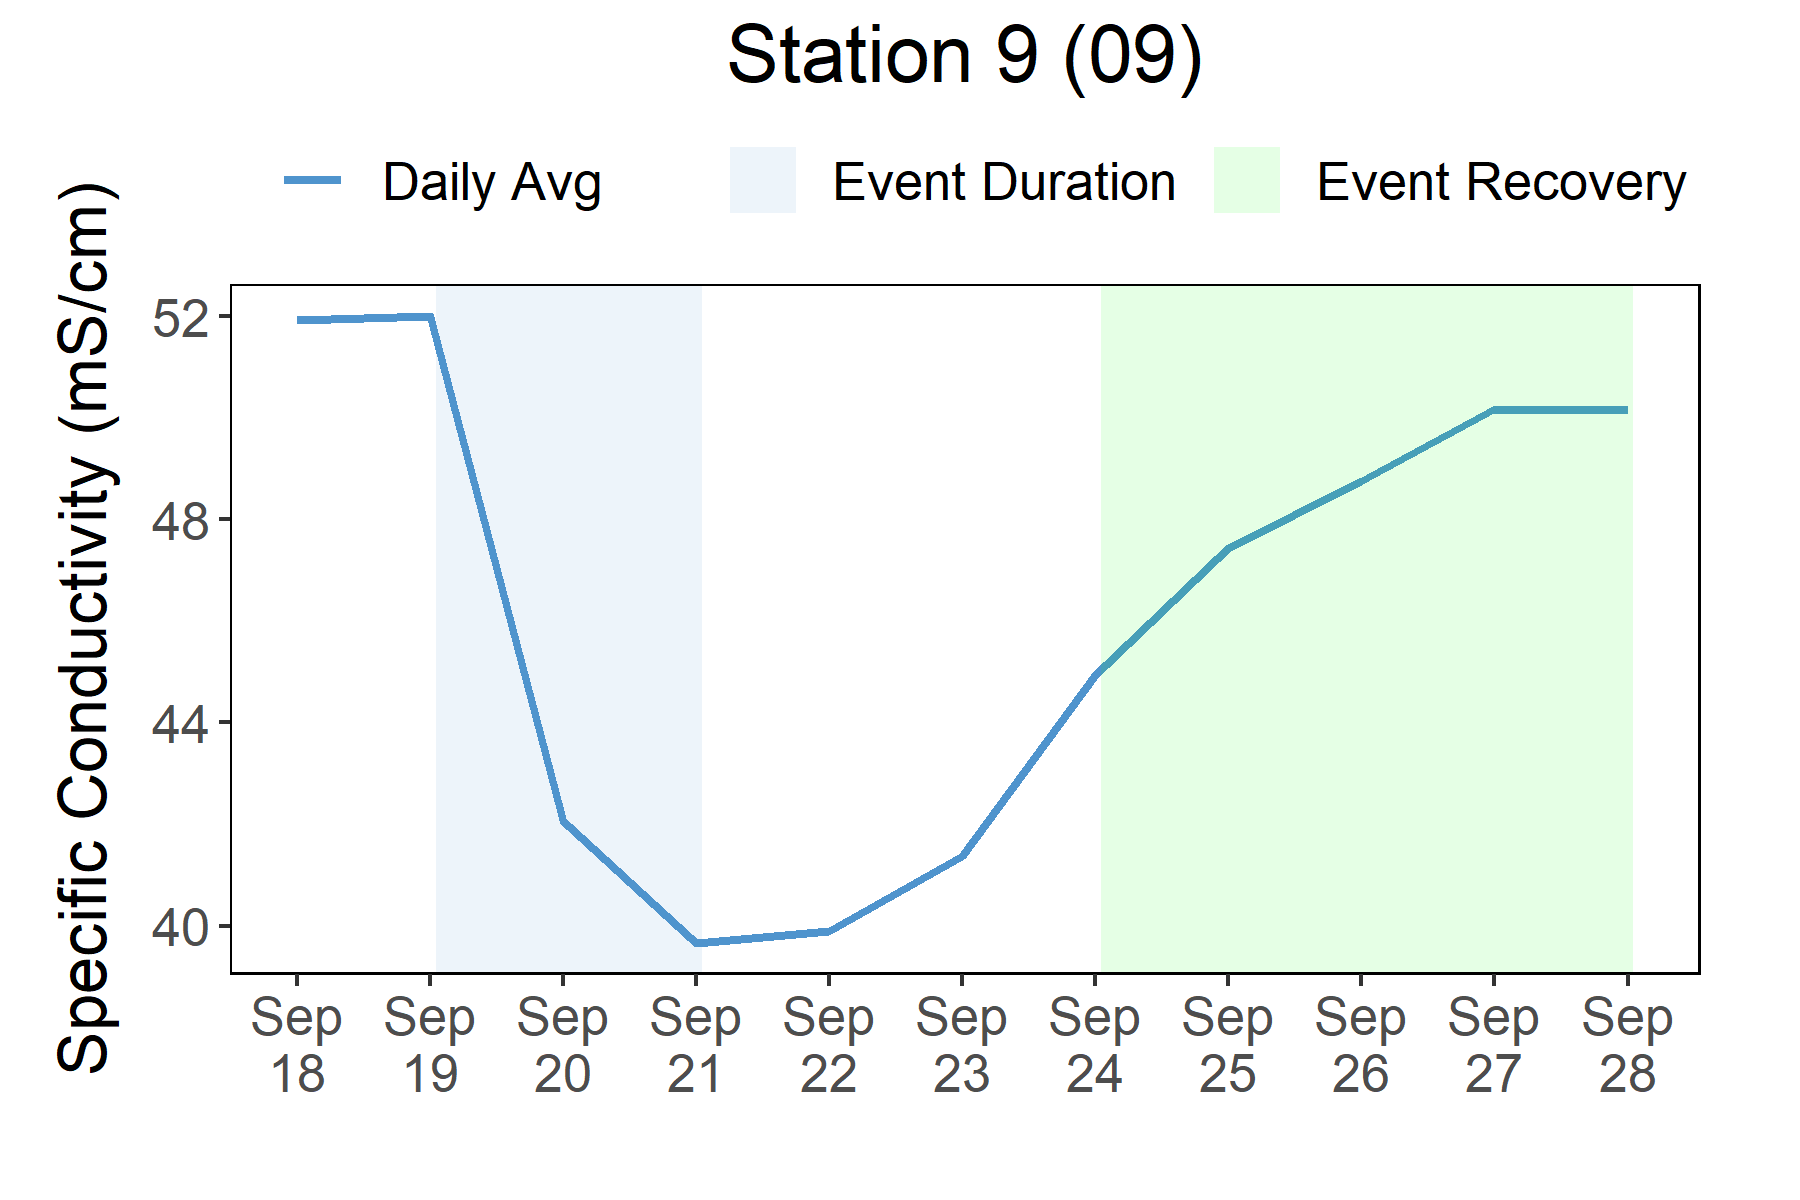 Station 9 (09)
Daily Avg
Event Duration
Event Recovery
Specific Conductivity (mS/cm)
52
48
44
40
Sep 18
Sep 19
Sep 20
Sep 21
Sep 22
Sep 23
Sep 24
Sep 25
Sep 26
Sep 27
Sep 28